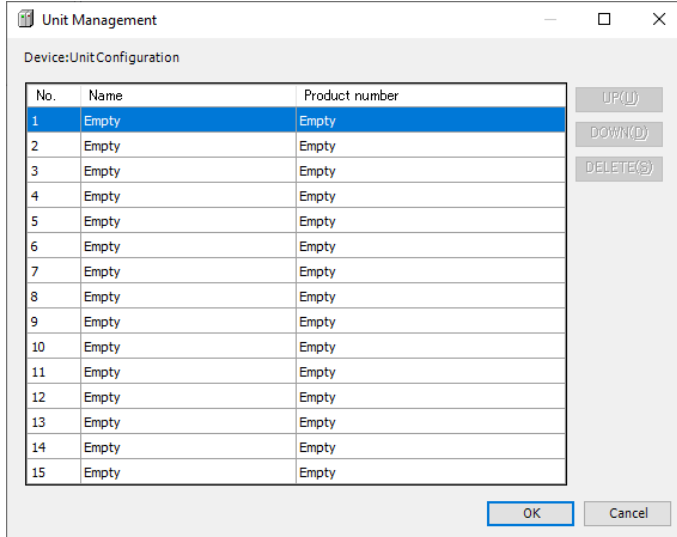 Unit Management
Device:UnitConfiguration
No. Name Product number
1 Empty Empty
2 Empty Empty
3 Empty Empty
4 Empty Empty
5 Empty Empty
6 Empty Empty
7 Empty Empty
8 Empty Empty
9 Empty Empty
10 Empty Empty
11 Empty Empty
12 Empty Empty
13 Empty Empty
14 Empty Empty
15 Empty Empty
UP(U)
DOWN(D)
DELETE(S)
OK Cancel